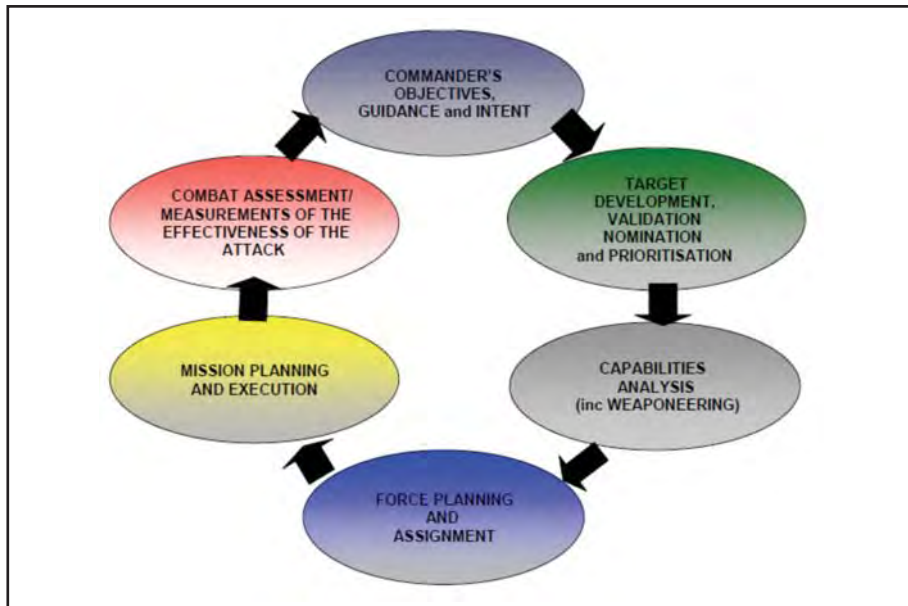 COMMANDER'S
OBJECTIVES,
GUIDANCE and INTENT
TARGET
DEVELOPMENT,
VALIDATION
NOMINATION
and PRIORITISATION
CAPABILITIES
ANALYSIS
(inc WEAPONEERING)
FORCE PLANNING
AND
ASSIGNMENT
MISSION PLANNING
AND EXECUTION
COMBAT ASSESSMENT/
MEASUREMENTS OF THE
EFFECTIVENESS OF THE
ATTACK